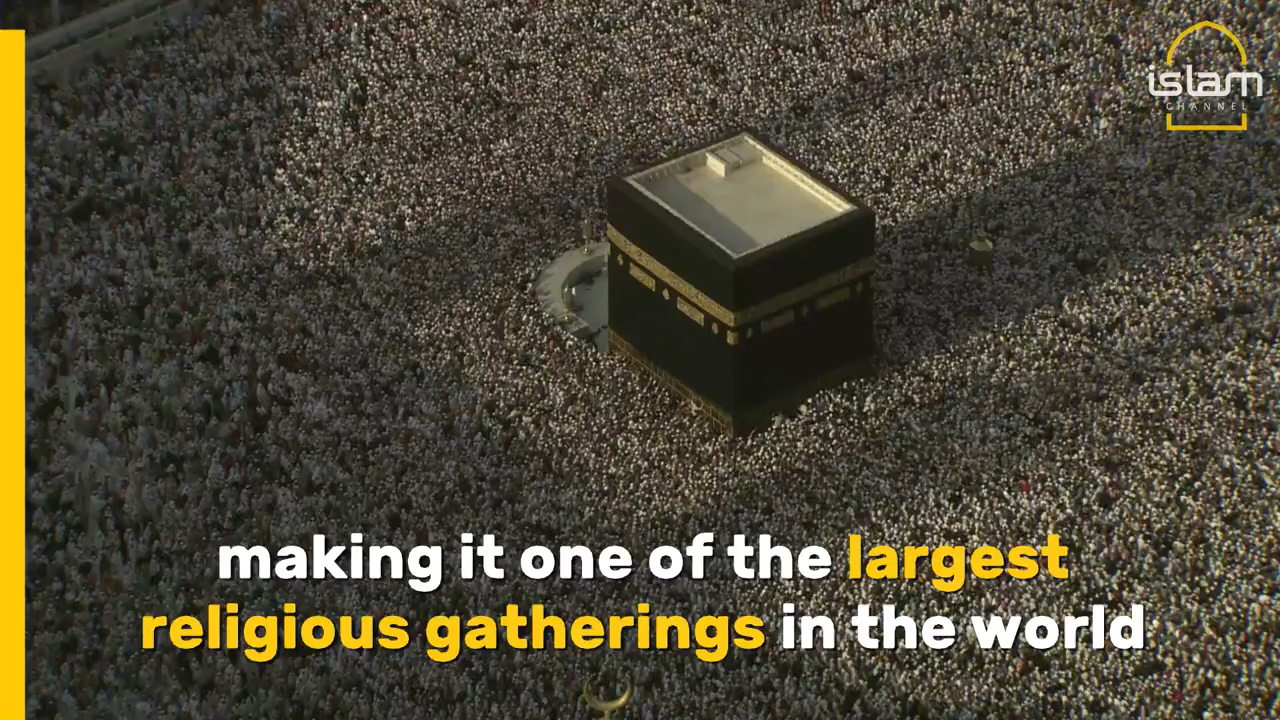 islam
CHANNEL
making it one of the largest
religious gatherings in the world